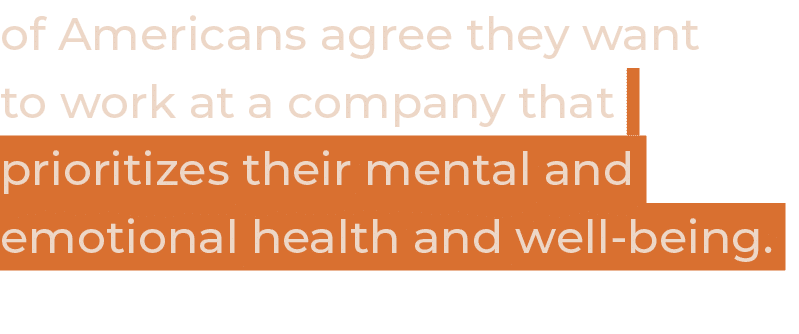 of Americans agree they want
to work at a company that
prioritizes their mental and
emotional health and well-being.